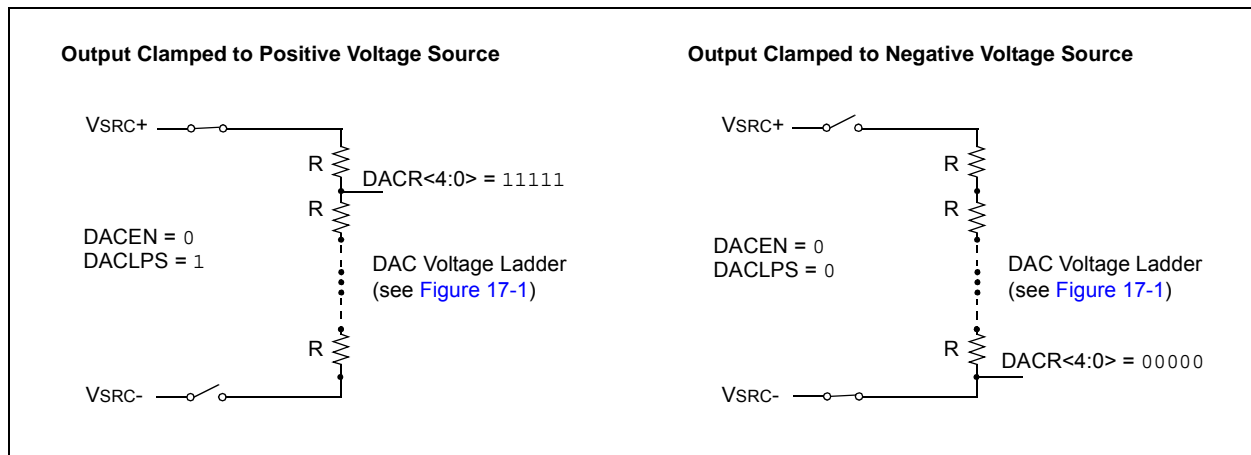 Output Clamped to Positive Voltage Source
VSRC+
R
DACR<4:0> = 11111
R
DACEN = 0
DACLPS = 1
DAC Voltage Ladder
(see Figure 17-1)
R
VSRC-
Output Clamped to Negative Voltage Source
VSRC+
R
R
DACEN = 0
DACLPS = 0
DAC Voltage Ladder
(see Figure 17-1)
R
DACR<4:0> = 00000
VSRC-